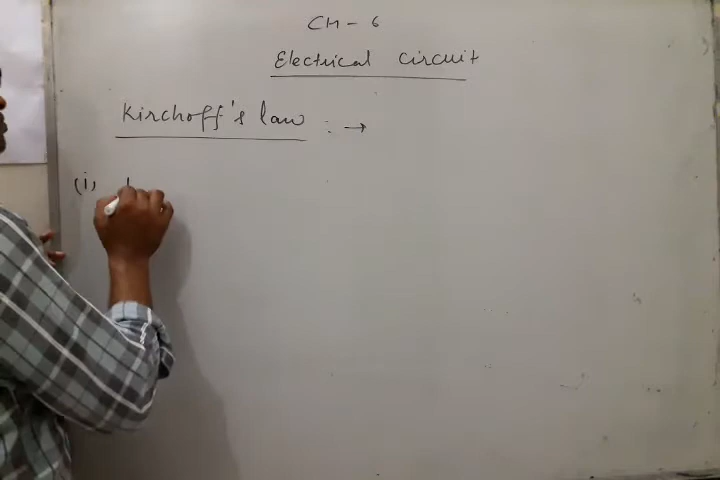 CH - 6
Electrical circuit
Kirchoff's law : →
(i)